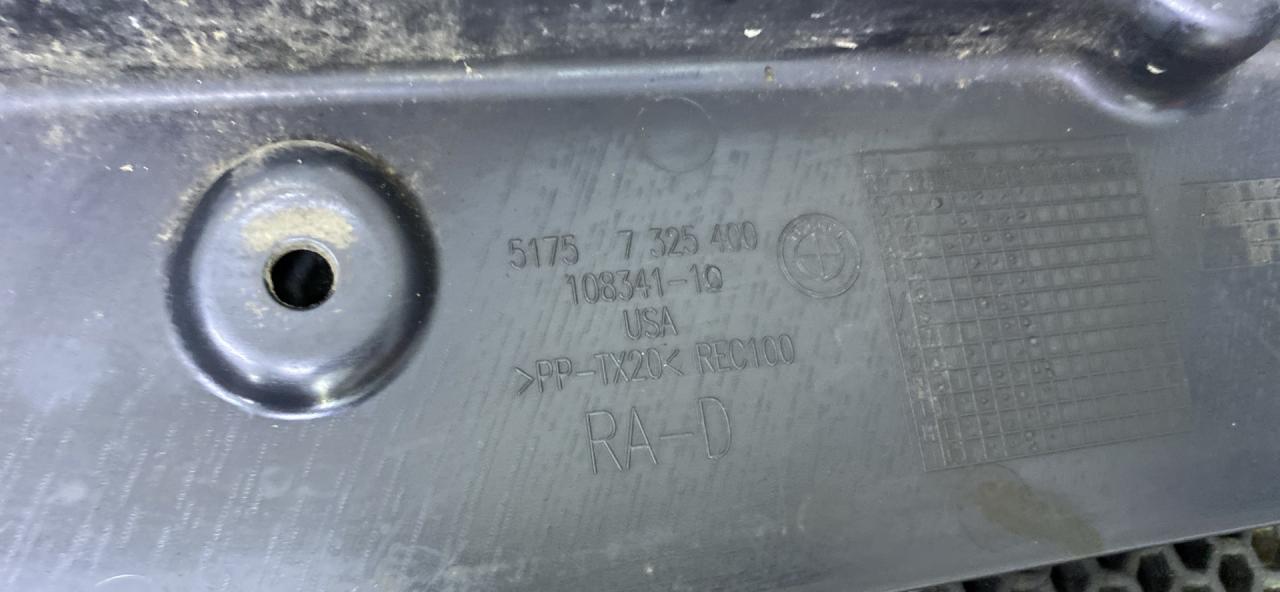 5175 7 325 400
108341-10
USA
>PP-TX20< REC100
RA-D